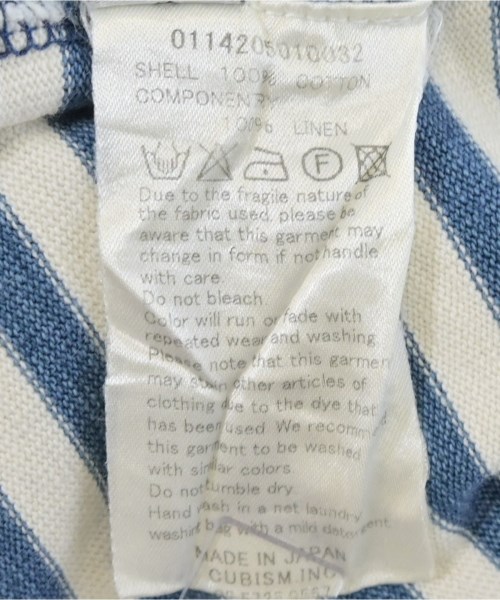 0114205010032
SHELL 100% COTTON
COMPONENT
100% LINEN
F
Due to the fragile nature of
the fabric used, please be
aware that this garment may
change in form if not handle
with care.
Do not bleach.
Color will run or fade with
repeated wear and washing.
Please note that this garmen
may stain other articles of
clothing due to the dye that
has been used. We recomm
this garment to be washed
with similar colors.
Do not tumble dry.
Hand wash in a net laundry
washing bag with a mild detergent.
MADE IN JAPAN
CUBISM INC